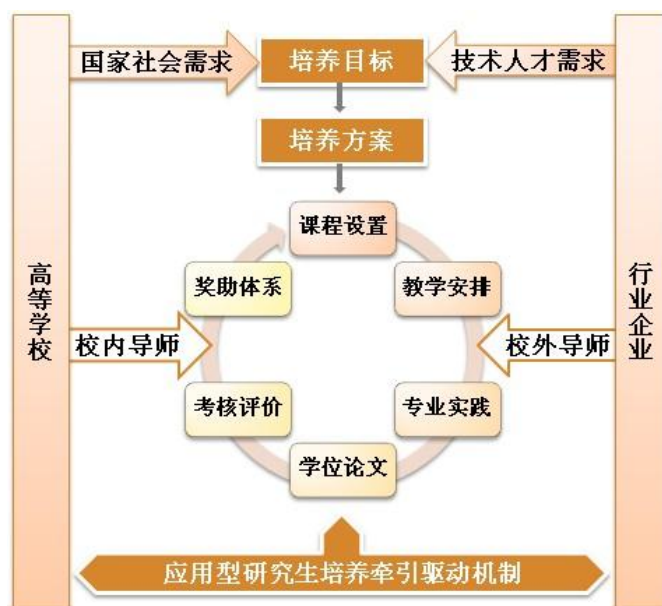 国家社会需求
培养目标
技术人才需求
培养方案
课程设置
奖助体系
教学安排
高等学校
校内导师
校外导师
行业企业
考核评价
专业实践
学位论文
应用型研究生培养牵引驱动机制